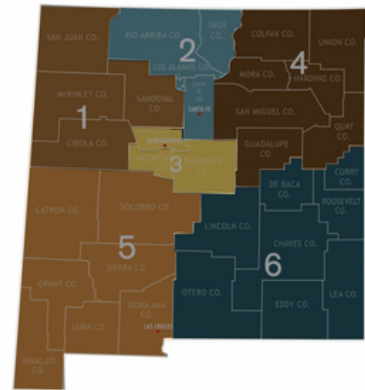 SAN JUAN CO.
RIO ARRIBA CO.
TAOS
CO.
COLFAX CO.
UNION CO.
2
LOS ALAMOS CO.
4
MORA CO.
HARDING CO.
McKINLEY CO.
SANDOVAL
CO.
SANTA
FE
CO.
SANTA FE
1
SAN MIGUEL CO.
QUAY
CO.
CIBOLA CO.
GUADALUPE
CO.
3
CURRY
CO.
DE BACA
CO.
ROOSEVELT
CO.
CATRON CO.
SOCORRO CO.
LINCOLN CO.
5
CHAVES CO.
6
SIERRA CO.
GRANT CO.
OTERO CO.
LEA CO.
DONA ANA
CO.
EDDY CO.
LUNA CO.
LAS CRUCES
HIDALGO
CO.